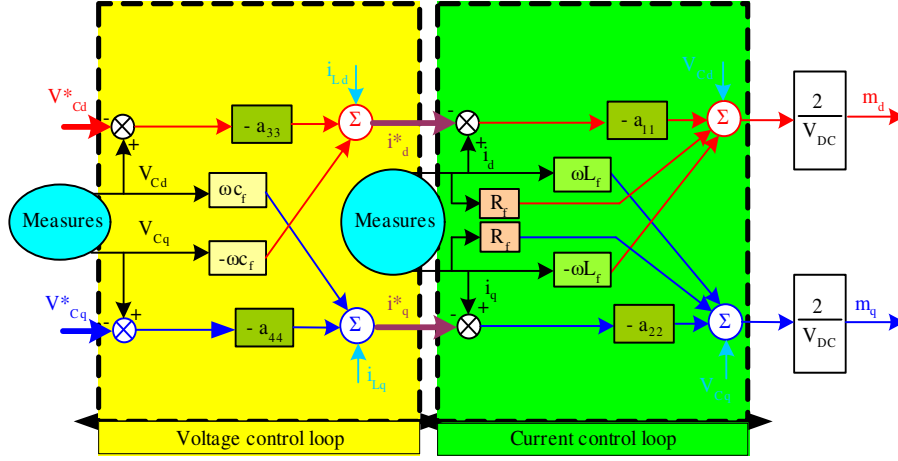 V*Cd
-
+
VCd
Measures
VCq
V*Cq
-
+
- a33
ωcf
-ωcf
- a44
iLd
Σ
Σ
iLq
Voltage control loop
i*d
-
+
id
Measures
iq
i*q
-
+
- a11
ωLf
Rf
Rf
-ωLf
- a22
VCd
Σ
Σ
VCq
Current control loop
2
VDC
md
2
VDC
mq